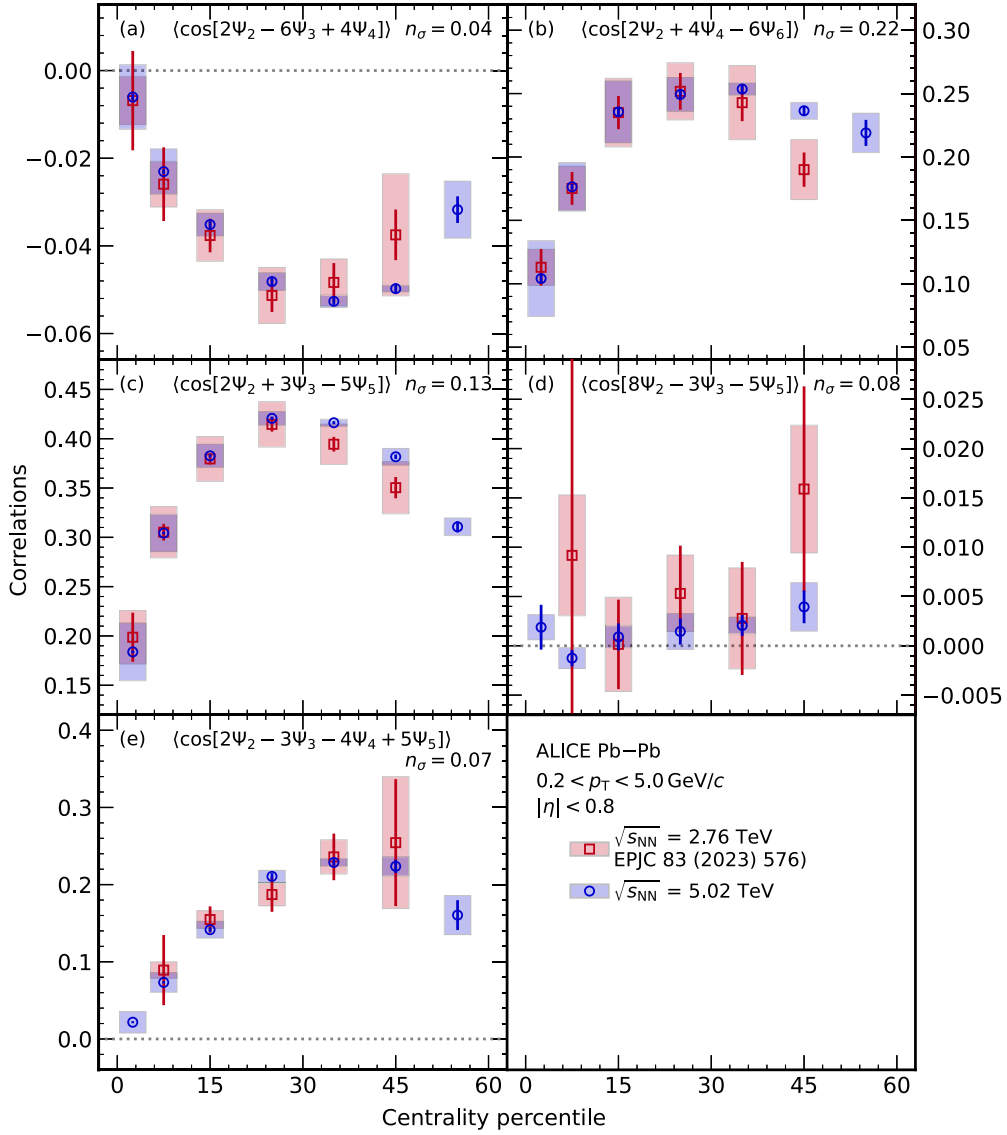 (a) ⟨cos[2Ψ₂ − 6Ψ₃ + 4Ψ₄]⟩ nσ = 0.04
0.00
−0.02
−0.04
−0.06
(b) ⟨cos[2Ψ₂ + 4Ψ₄ − 6Ψ₆]⟩ nσ = 0.22
0.30
0.25
0.20
0.15
0.10
0.05
(c) ⟨cos[2Ψ₂ + 3Ψ₃ − 5Ψ₅]⟩ nσ = 0.13
0.45
0.40
0.35
0.30
0.25
0.20
0.15
(d) ⟨cos[8Ψ₂ − 3Ψ₃ − 5Ψ₅]⟩ nσ = 0.08
0.025
0.020
0.015
0.010
0.005
0.000
−0.005
Correlations
(e) ⟨cos[2Ψ₂ − 3Ψ₃ − 4Ψ₄ + 5Ψ₅]⟩
nσ = 0.07
0.4
0.3
0.2
0.1
0.0
0 15 30 45 60
ALICE Pb−Pb
0.2 < pT < 5.0 GeV/c
|η| < 0.8
√sNN = 2.76 TeV
EPJC 83 (2023) 576)
√sNN = 5.02 TeV
0 15 30 45 60
Centrality percentile